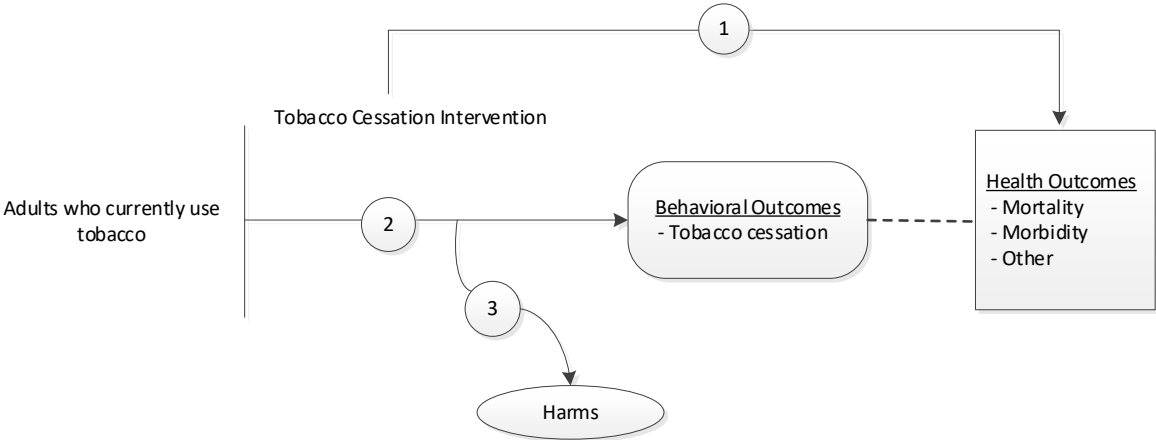 1
Tobacco Cessation Intervention
Adults who currently use
tobacco
2
Behavioral Outcomes
- Tobacco cessation
Health Outcomes
- Mortality
- Morbidity
- Other
3
Harms